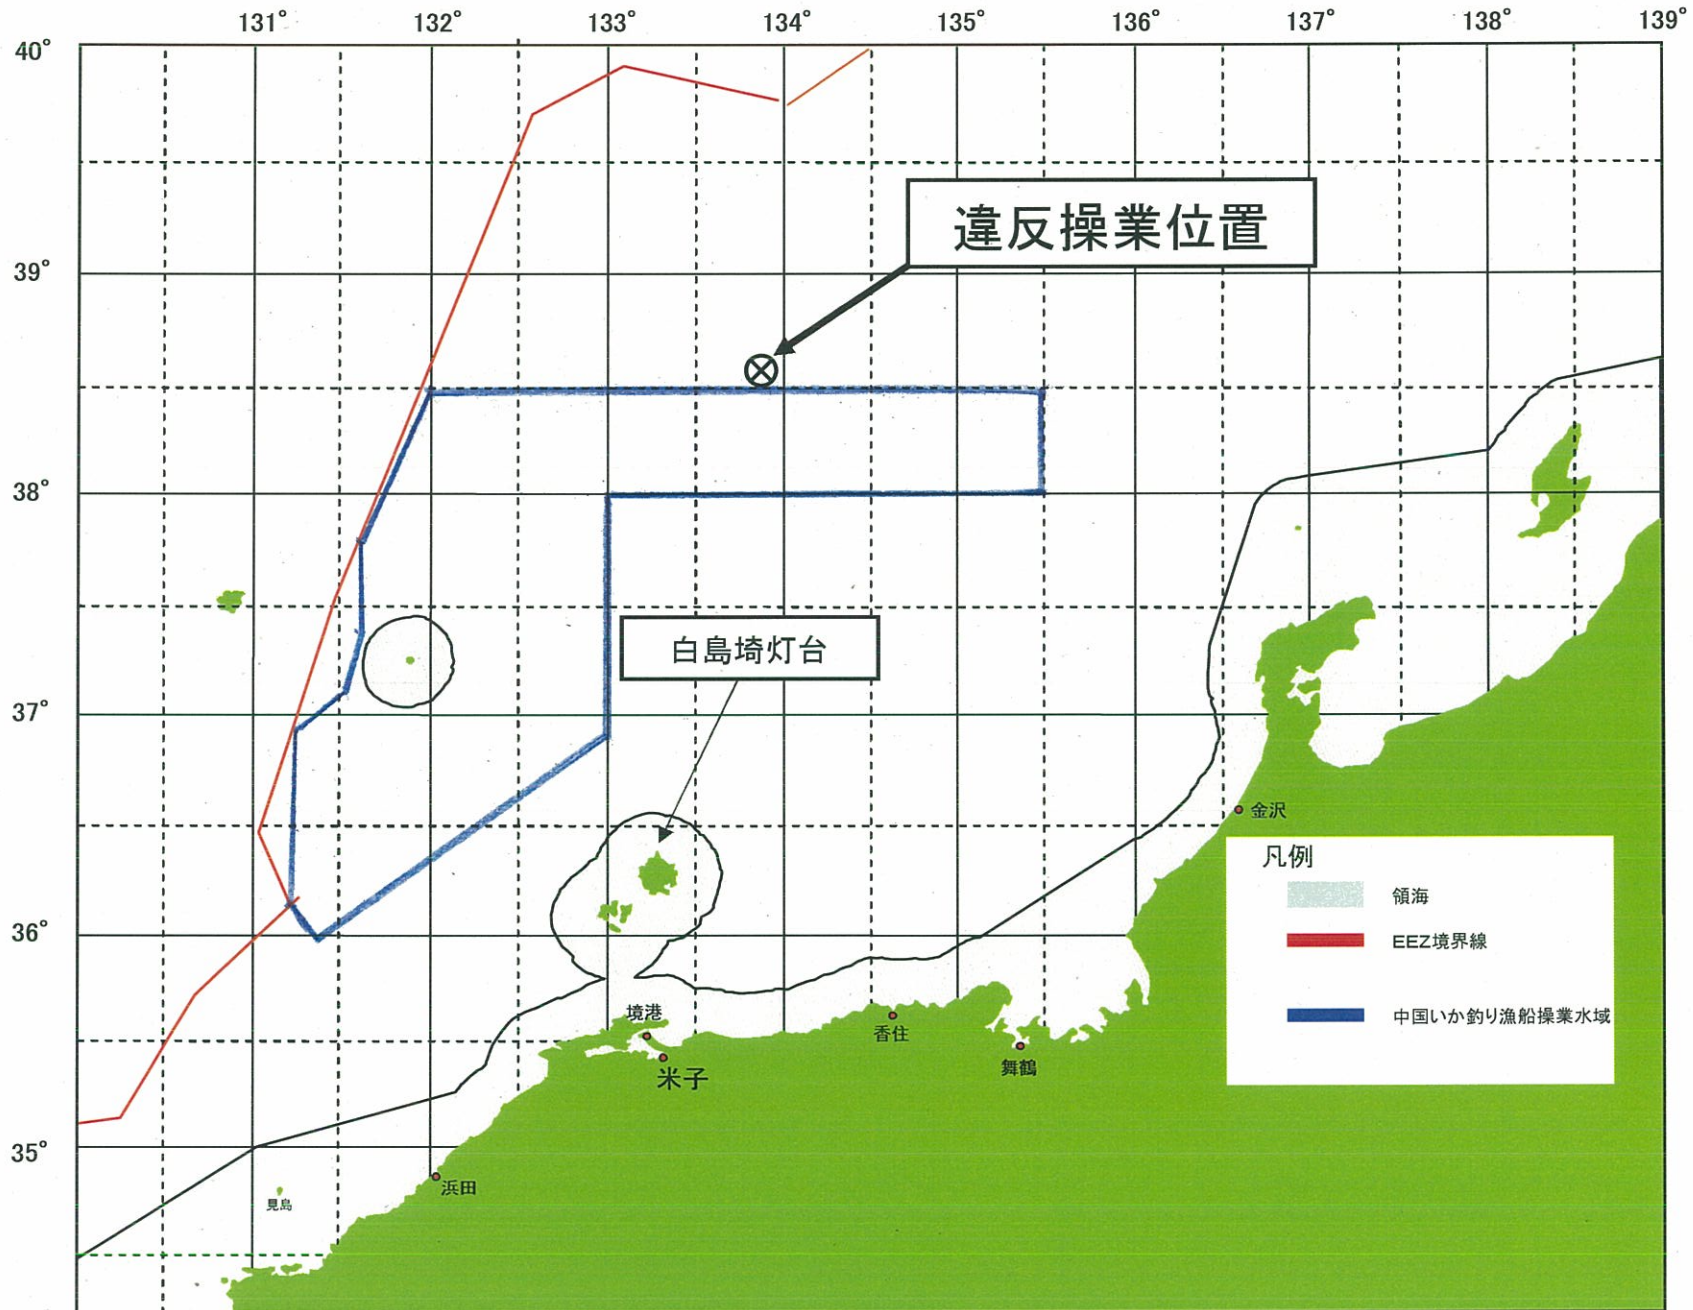 131° 132° 133° 134° 135° 136° 137° 138° 139°
40°
違反操業位置
39°
38°
白島埼灯台
37°
金沢
凡例
領海
36°
EEZ境界線
境港
中国いか釣り漁船操業水域
香住
舞鶴
米子
35°
浜田
見島